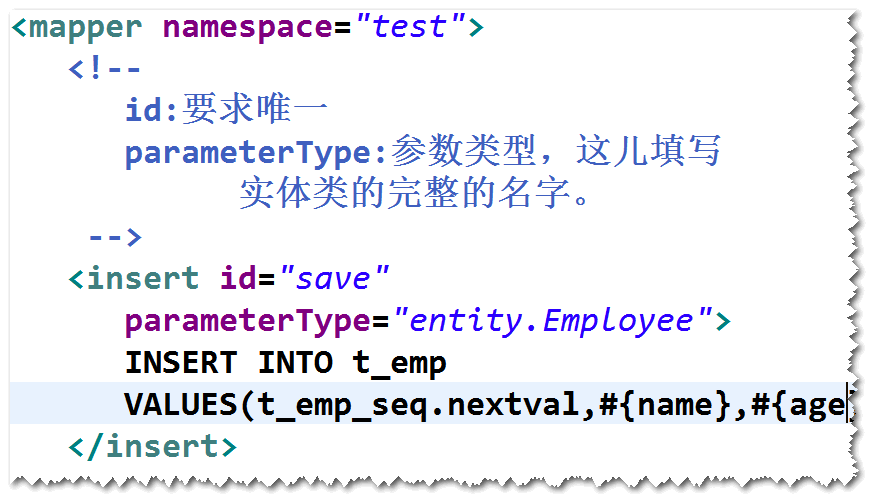 <mapper namespace="test">
<!--
id:要求唯一
parameterType:参数类型，这儿填写
实体类的完整的名字。
-->
<insert id="save"
parameterType="entity.Employee">
INSERT INTO t_emp
VALUES(t_emp_seq.nextval,#{name},#{age}
</insert>